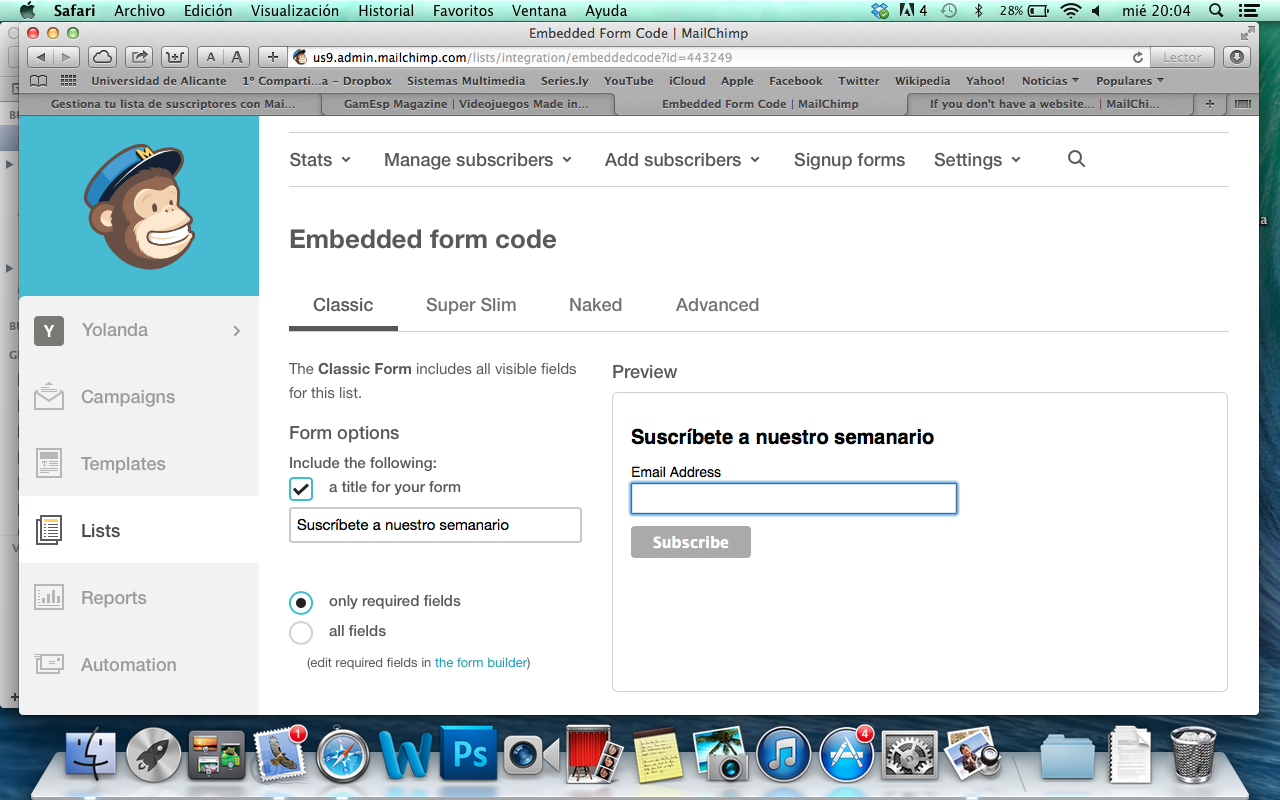 Safari Archivo Edición Visualización Historial Favoritos Ventana Ayuda 4 28% mié 20:04
Embedded Form Code | MailChimp
A A us9.admin.mailchimp.com/lists/integration/embeddedcode?id=443249 Lector
Universidad de Alicante 1º Comparti...a – Dropbox Sistemas Multimedia Series.ly YouTube iCloud Apple Facebook Twitter Wikipedia Yahoo! Noticias Populares
Gestiona tu lista de suscriptores con Mai... GamEsp Magazine | Videojuegos Made in... Embedded Form Code | MailChimp If you don't have a website... | MailChi...
Stats Manage subscribers Add subscribers Signup forms Settings
Embedded form code
Classic Super Slim Naked Advanced
Y Yolanda
Campaigns
Templates
Lists
Reports
Automation
The Classic Form includes all visible fields
for this list.
Form options
Include the following:
a title for your form
Suscríbete a nuestro semanario
only required fields
all fields
(edit required fields in the form builder)
Preview
Suscríbete a nuestro semanario
Email Address
Subscribe
1 Ps 4